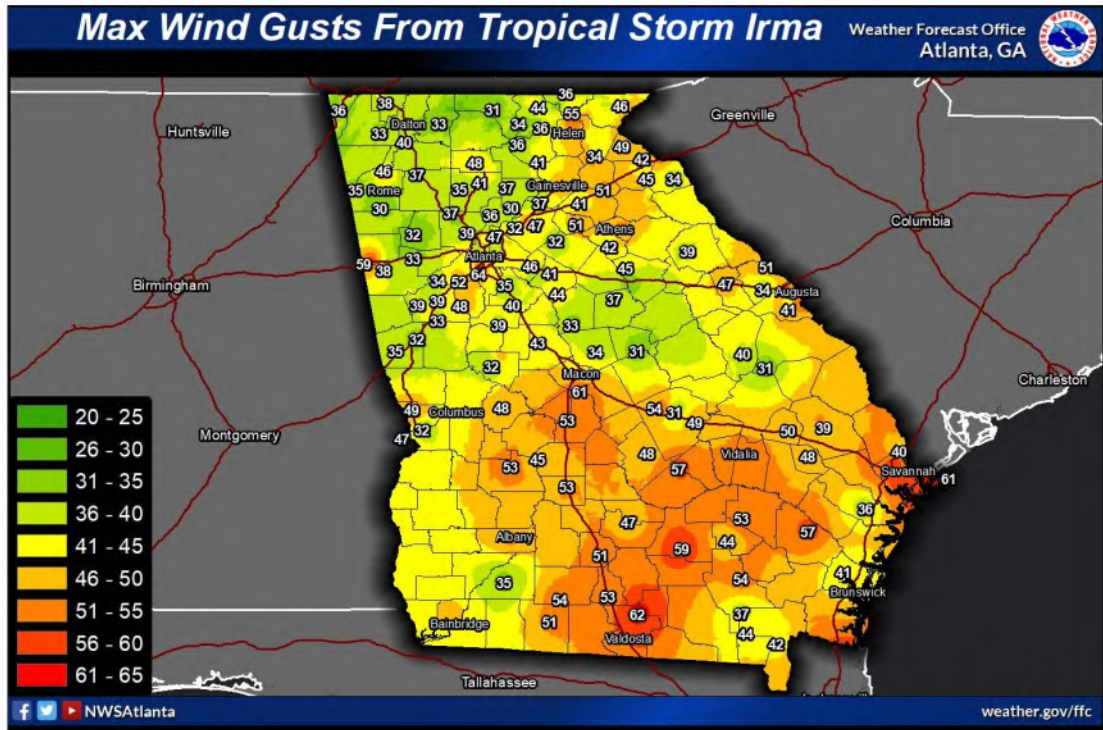 Max Wind Gusts From Tropical Storm Irma
Weather Forecast Office
Atlanta, GA
NATIONAL WEATHER SERVICE
36
38
31
44
36
46
Huntsville
36
Dalton
33
34
55
Greenville
33
40
36
Helen
36
49
46
37
48
41
34
42
35
Rome
35
41
37
Gainesville
45
34
30
37
36
30
37
41
51
Columbia
32
39
47
32
47
51
Athens
32
42
39
59
38
33
Atlanta
64
46
41
45
51
Birmingham
34
52
35
44
37
47
34
Augusta
39
39
48
40
41
33
39
33
35
32
43
34
31
40
32
31
Macon
Charleston
61
20 - 25
49
Columbus
48
53
54
31
49
39
26 - 30
Montgomery
47
32
50
40
31 - 35
53
45
48
57
Vidalia
48
Savannah
61
36 - 40
53
36
41 - 45
Albany
47
53
57
46 - 50
51
59
44
51 - 55
35
54
41
Brunswick
56 - 60
54
53
62
37
Bainbridge
51
Valdosta
44
42
61 - 65
Tallahassee
NWSAtlanta
weather.gov/ffc